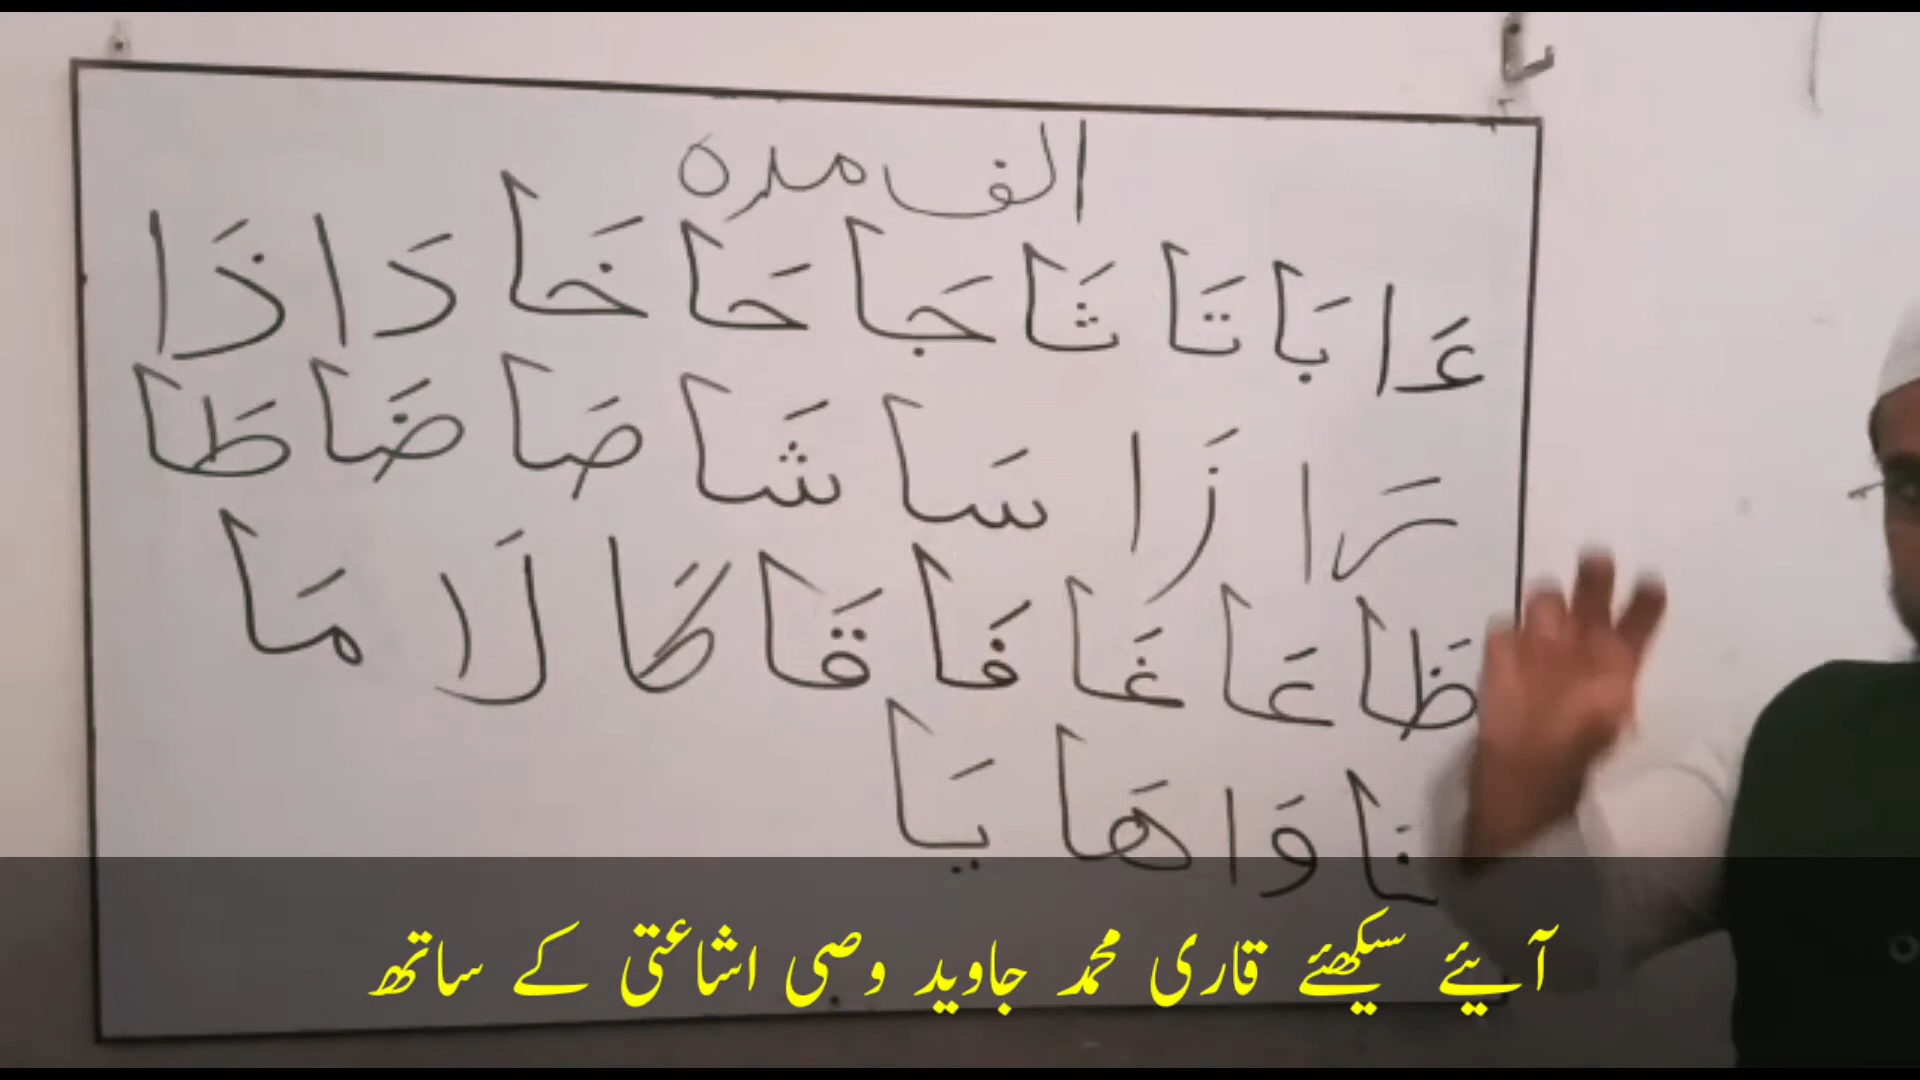 الف مدہ
ءَا بَا تَا ثَا جَا حَا خَا دَا ذَا
رَا زَا سَا شَا صَا ضَا طَا
ظَا عَا غَا فَا قَا كَا لَا مَا
نَا وَا هَا يَا
آیئے سیکھئے قاری محمد جاوید وصی اشاعتی کے ساتھ